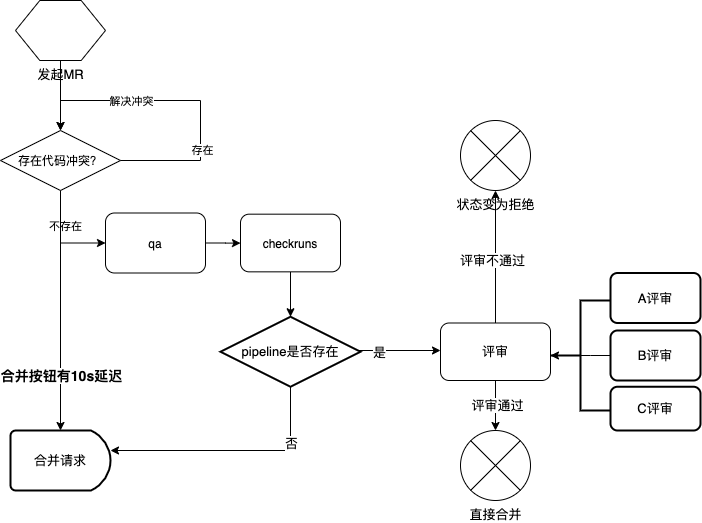 发起MR
解决冲突
存在代码冲突?
存在
不存在
qa
checkruns
状态变为拒绝
评审不通过
A评审
pipeline是否存在
是
评审
B评审
合并按钮有10s延迟
评审通过
C评审
否
合并请求
直接合并